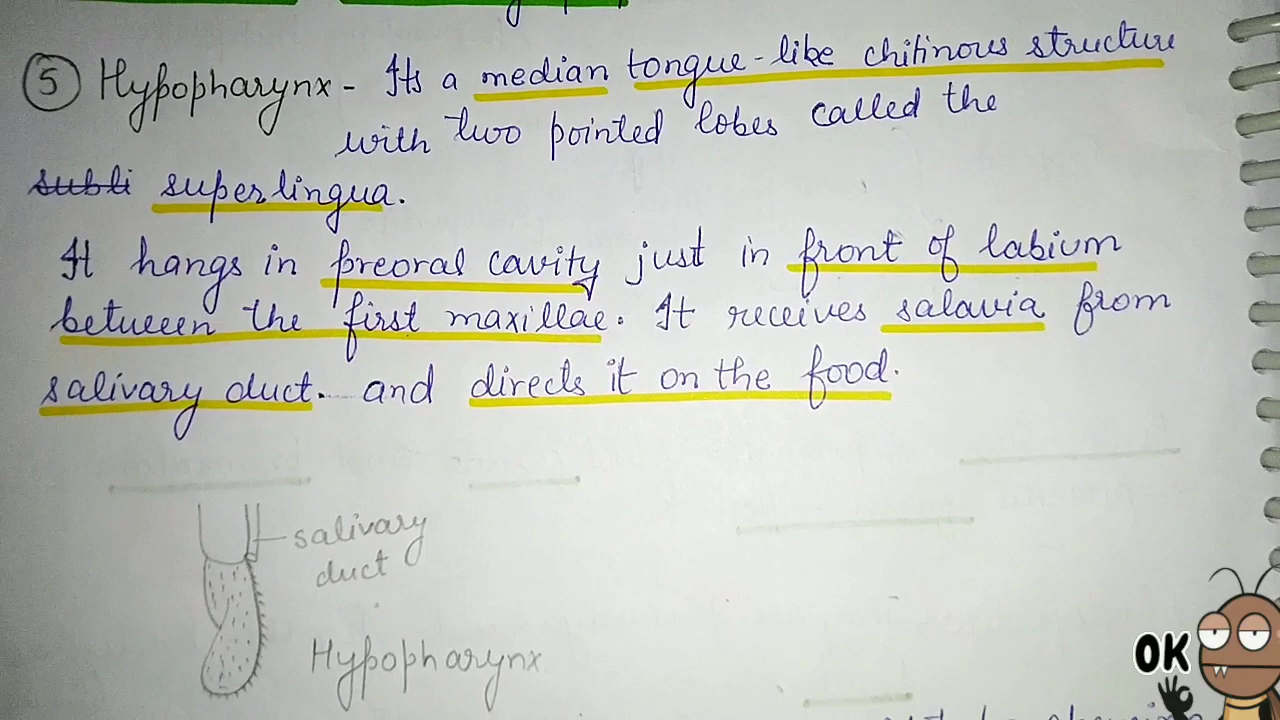 5 Hypopharynx - Its a median tongue-like chitinous structure
with two pointed lobes called the
subli superlingua.
It hangs in preoral cavity just in front of labium
between the first maxillae. It receives salavia from
salivary duct. and directs it on the food.
salivary
duct
Hypopharynx
OK